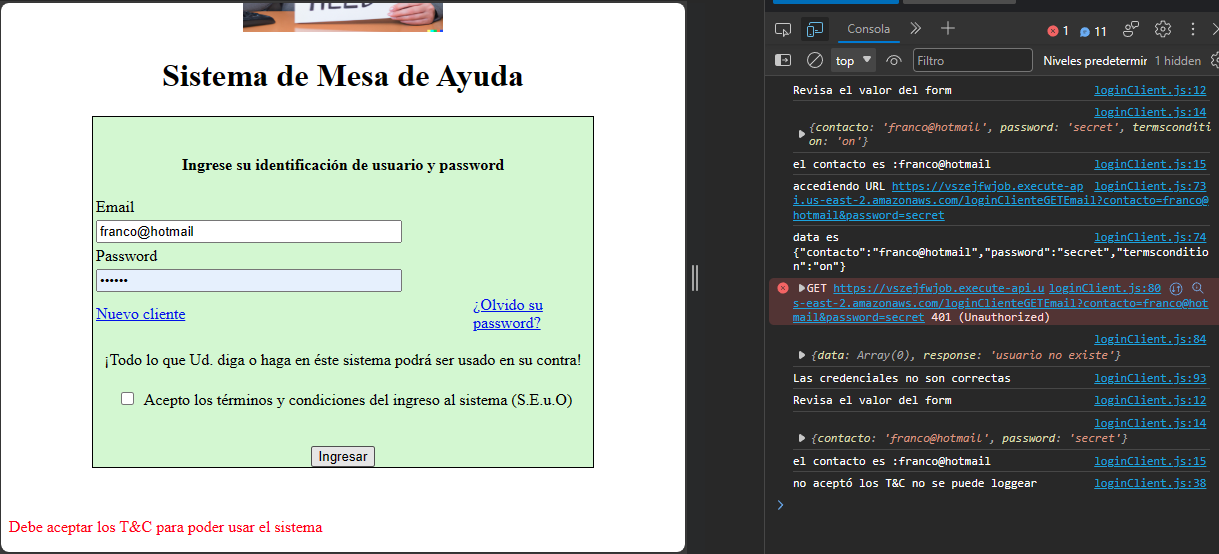 NEED
Sistema de Mesa de Ayuda
Ingrese su identificación de usuario y password
Email
franco@hotmail
Password
••••••
Nuevo cliente
¿Olvido su
password?
¡Todo lo que Ud. diga o haga en éste sistema podrá ser usado en su contra!
Acepto los términos y condiciones del ingreso al sistema (S.E.u.O)
Ingresar
Debe aceptar los T&C para poder usar el sistema
Consola
1
11
top
Filtro
Niveles predetermir
1 hidden
Revisa el valor del form loginClient.js:12
loginClient.js:14
{contacto: 'franco@hotmail', password: 'secret', termsconditi
on: 'on'}
el contacto es :franco@hotmail loginClient.js:15
accediendo URL https://vszejfwjob.execute-ap loginClient.js:73
i.us-east-2.amazonaws.com/loginClienteGETEmail?contacto=franco@
hotmail&password=secret
data es loginClient.js:74
{"contacto":"franco@hotmail","password":"secret","termsconditio
n":"on"}
GET https://vszejfwjob.execute-api.u loginClient.js:80
s-east-2.amazonaws.com/loginClienteGETEmail?contacto=franco@hot
mail&password=secret 401 (Unauthorized)
loginClient.js:84
{data: Array(0), response: 'usuario no existe'}
Las credenciales no son correctas loginClient.js:93
Revisa el valor del form loginClient.js:12
loginClient.js:14
{contacto: 'franco@hotmail', password: 'secret'}
el contacto es :franco@hotmail loginClient.js:15
no aceptó los T&C no se puede loggear loginClient.js:38